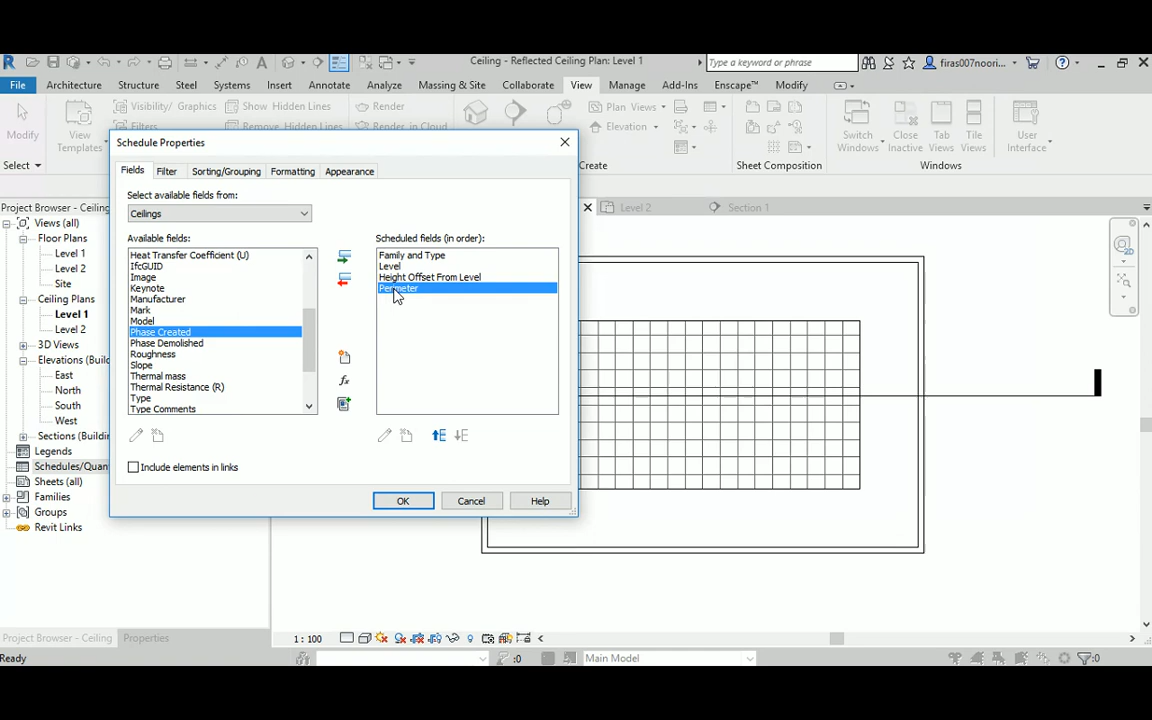 Ceiling - Reflected Ceiling Plan: Level 1
Type a keyword or phrase
firas007noori...
File
Architecture
Structure
Steel
Systems
Insert
Annotate
Analyze
Massing & Site
Collaborate
View
Manage
Add-Ins
Enscape™
Modify
Modify
View
Templates
Visibility/ Graphics
Filters
Show Hidden Lines
Remove Hidden Lines
Render
Render in Cloud
Plan Views
Elevation
Switch
Windows
Close
Inactive
Tab
Views
Tile
Views
User
Interface
Select
Create
Sheet Composition
Windows
Project Browser - Ceiling
Level 2
Section 1
Views (all)
Floor Plans
Level 1
Level 2
Site
Ceiling Plans
Level 1
Level 2
3D Views
Elevations (Buildi
East
North
South
West
Sections (Buildin
Legends
Schedules/Quan
Sheets (all)
Families
Groups
Revit Links
Schedule Properties
Fields
Filter
Sorting/Grouping
Formatting
Appearance
Select available fields from:
Ceilings
Available fields:
Heat Transfer Coefficient (U)
IfcGUID
Image
Keynote
Manufacturer
Mark
Model
Phase Created
Phase Demolished
Roughness
Slope
Thermal mass
Thermal Resistance (R)
Type
Type Comments
Scheduled fields (in order):
Family and Type
Level
Height Offset From Level
Perimeter
Include elements in links
OK
Cancel
Help
Project Browser - Ceiling
Properties
1 : 100
Ready
:0
Main Model
:0